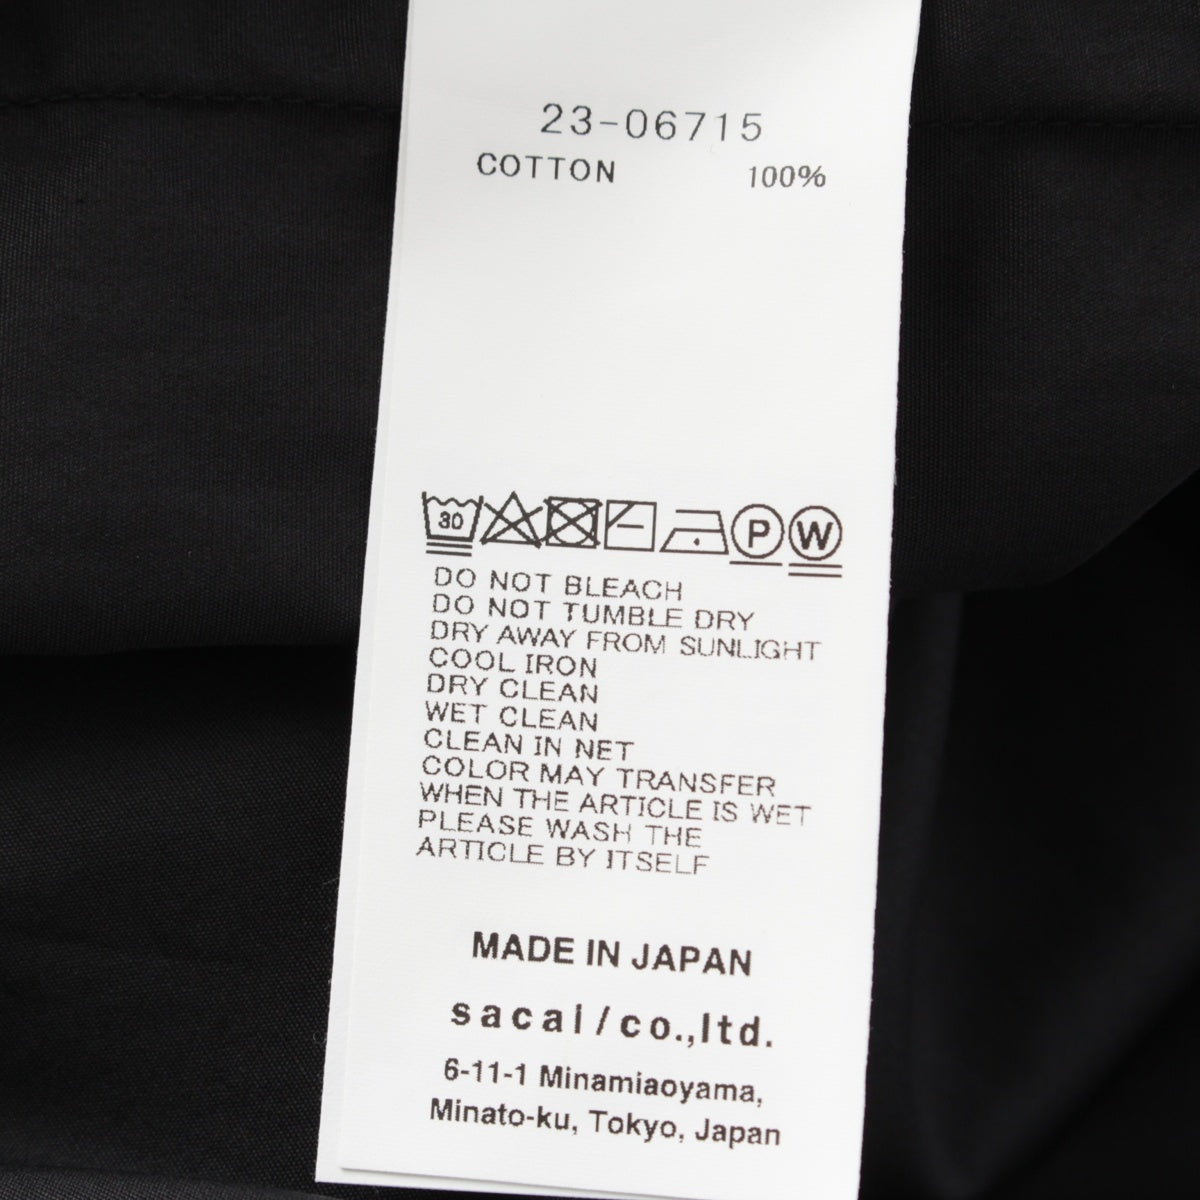 23-06715
COTTON 100%
30 P W
DO NOT BLEACH
DO NOT TUMBLE DRY
DRY AWAY FROM SUNLIGHT
COOL IRON
DRY CLEAN
WET CLEAN
CLEAN IN NET
COLOR MAY TRANSFER
WHEN THE ARTICLE IS WET
PLEASE WASH THE
ARTICLE BY ITSELF
MADE IN JAPAN
sacai/co.,ltd.
6-11-1 Minamiaoyama,
Minato-ku, Tokyo, Japan